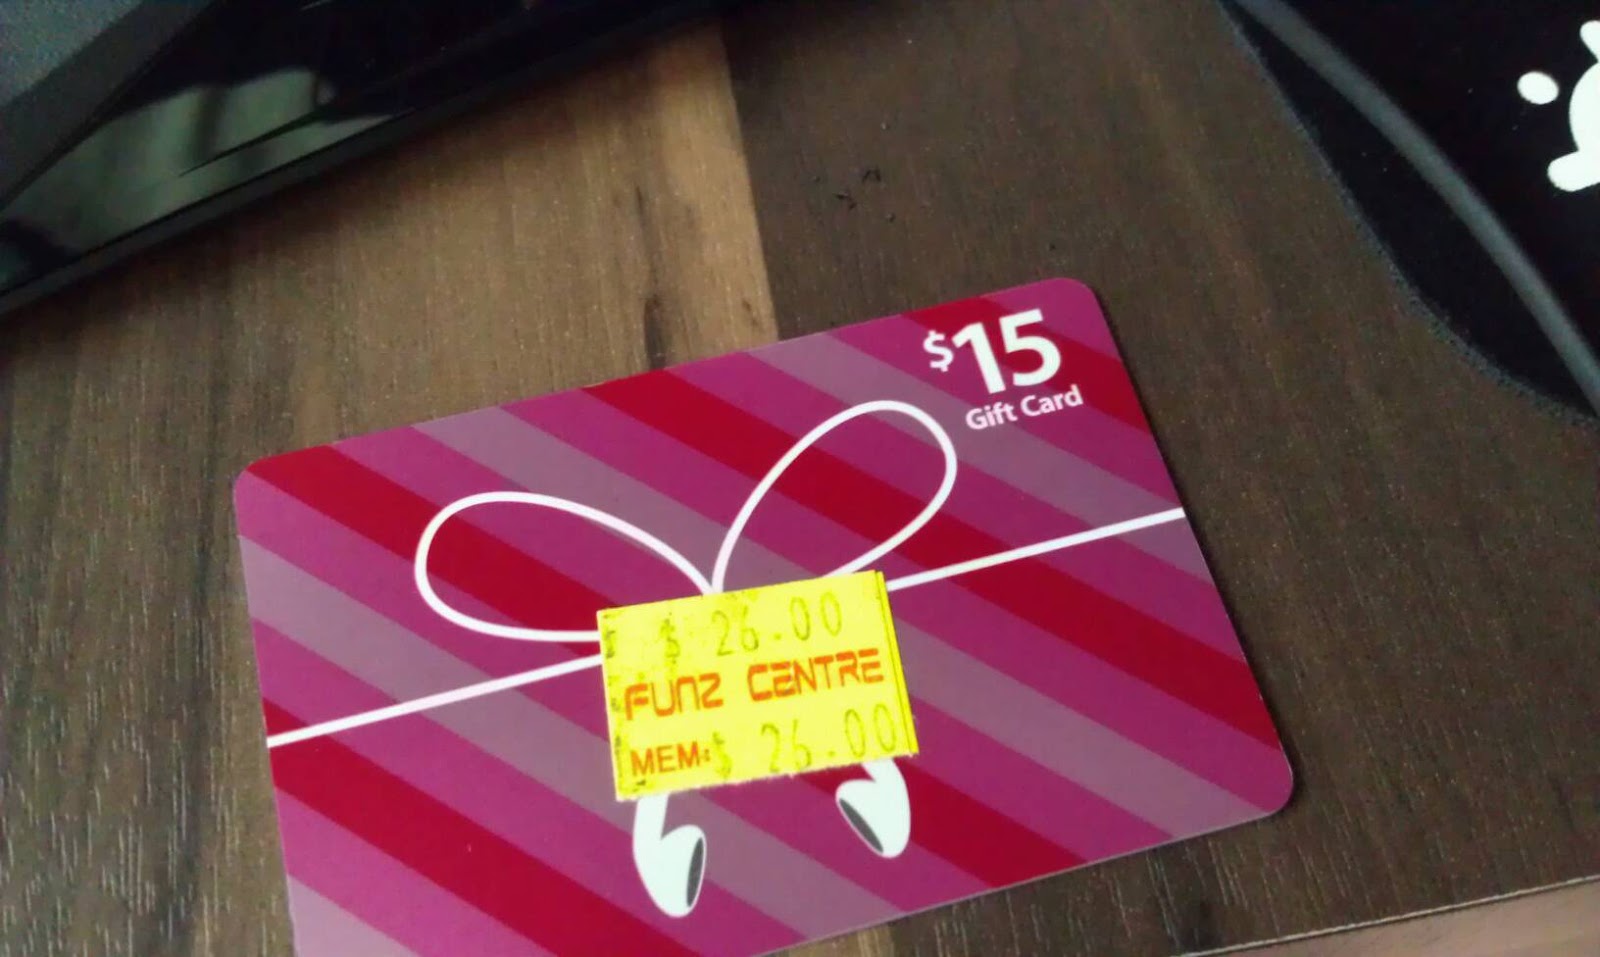 $15
Gift Card
$ 26.00
FUNZ CENTRE
MEM: $ 26.00